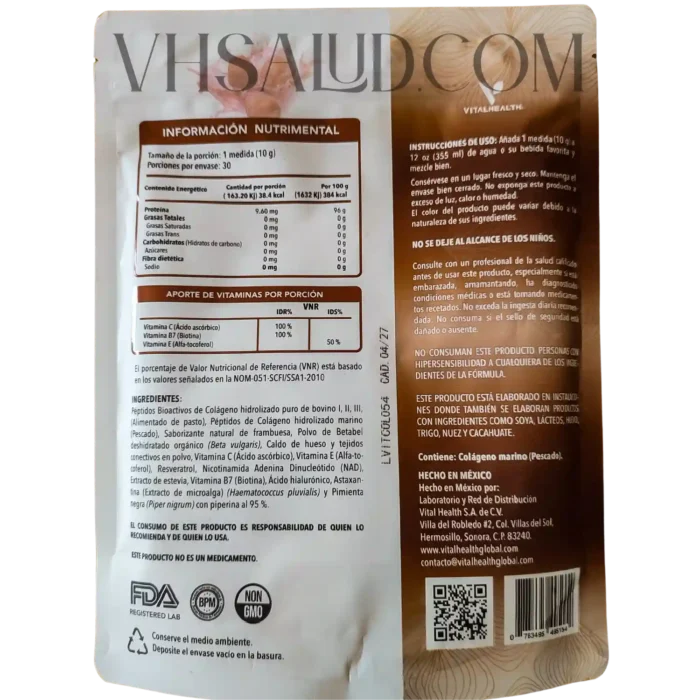 VHSALUD.COM
INFORMACIÓN NUTRIMENTAL
Tamaño de la porción: 1 medida (10 g)
Porciones por envase: 30
Contenido Energético Cantidad por porción ( 163.20 Kj) 38.4 kcal Por 100 g (1632 Kj) 384 kcal
Proteína 9.60 mg 96 g
Grasas Totales 0 mg 0 g
Grasas Saturadas 0 mg 0 g
Grasas Trans 0 mg 0 g
Carbohidratos (Hidratos de carbono) 0 mg 0 g
Azúcares 0 mg 0 g
Fibra dietética 0 mg 0 g
Sodio 0 mg 0 g
APORTE DE VITAMINAS POR PORCIÓN
VNR
IDR% IDS%
Vitamina C (Ácido ascórbico) 100 %
Vitamina B7 (Biotina) 100 %
Vitamina E (Alfa-tocoferol) 50 %
El porcentaje de Valor Nutricional de Referencia (VNR) está basado
en los valores señalados en la NOM-051-SCFI/SSA1-2010
INGREDIENTES:
Péptidos Bioactivos de Colágeno hidrolizado puro de bovino I, II, III,
(Alimentado de pasto), Péptidos de Colágeno hidrolizado marino
(Pescado), Saborizante natural de frambuesa, Polvo de Betabel
deshidratado orgánico (Beta vulgaris), Caldo de hueso y tejidos
conectivos en polvo, Vitamina C (Ácido ascórbico), Vitamina E (Alfa-to-
coferol), Resveratrol, Nicotinamida Adenina Dinucleótido (NAD),
Extracto de estevia, Vitamina B7 (Biotina), Ácido hialurónico, Astaxan-
tina (Extracto de microalga) (Haematococcus pluvialis) y Pimienta
negra (Piper nigrum) con piperina al 95 %.
EL CONSUMO DE ESTE PRODUCTO ES RESPONSABILIDAD DE QUIEN LO
RECOMIENDA Y DE QUIEN LO USA.
ESTE PRODUCTO NO ES UN MEDICAMENTO.
FDA
REGISTERED LAB
BPM
NON
GMO
Conserve el medio ambiente.
Deposite el envase vacío en la basura.
LVITCOL054 CAD. 04/27
VITALHEALTH
INSTRUCCIONES DE USO: Añada 1 medida (10 g) a
12 oz (355 ml) de agua o su bebida favorita y
mezcle bien.
Consérvese en un lugar fresco y seco. Mantenga el
envase bien cerrado. No exponga este producto a
exceso de luz, calor o humedad.
El color del producto puede variar debido a la
naturaleza de sus ingredientes.
NO SE DEJE AL ALCANCE DE LOS NIÑOS.
Consulte con un profesional de la salud calificado
antes de usar este producto, especialmente si está
embarazada, amamantando, ha diagnosticado
condiciones médicas o está tomando medicamen-
tos recetados. No exceda la ingesta diaria recomen-
dada. No consuma si el sello de seguridad está
dañado o ausente.
NO CONSUMAN ESTE PRODUCTO PERSONAS CON
HIPERSENSIBILIDAD A CUALQUIERA DE LOS INGRE-
DIENTES DE LA FÓRMULA.
ESTE PRODUCTO ESTÁ ELABORADO EN INSTALACIO-
NES DONDE TAMBIÉN SE ELABORAN PRODUCTOS
CON INGREDIENTES COMO SOYA, LÁCTEOS, HUEVO,
TRIGO, NUEZ Y CACAHUATE.
Contiene: Colágeno marino (Pescado).
HECHO EN MÉXICO
Hecho en México por:
Laboratorio y Red de Distribución
Vital Health S.A. de C.V.
Villa del Robledo #2, Col. Villas del Sol,
Hermosillo, Sonora, C.P. 83240.
www.vitalhealthglobal.com
contacto@vitalhealthglobal.com